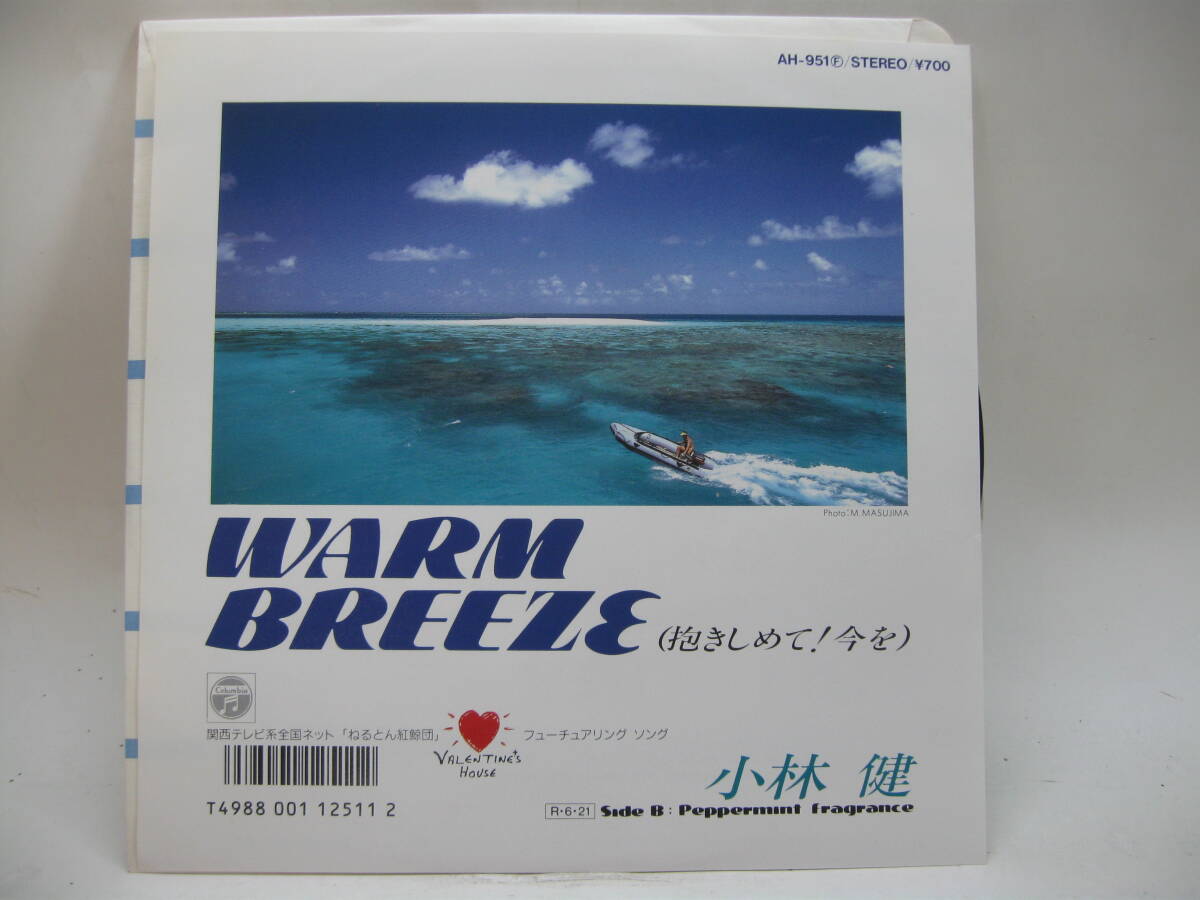 AH-951Ⓕ/STEREO/¥700
Photo:M.MASUJIMA
WARM
BREEZE (抱きしめて!今を)
Columbia
関西テレビ系全国ネット「ねるとん紅鯨団」 VALENTINE'S HOUSE フューチュアリング ソング
小林 健
T4988 001 12511 2
R・6・21 Side B : Peppermint fragrance